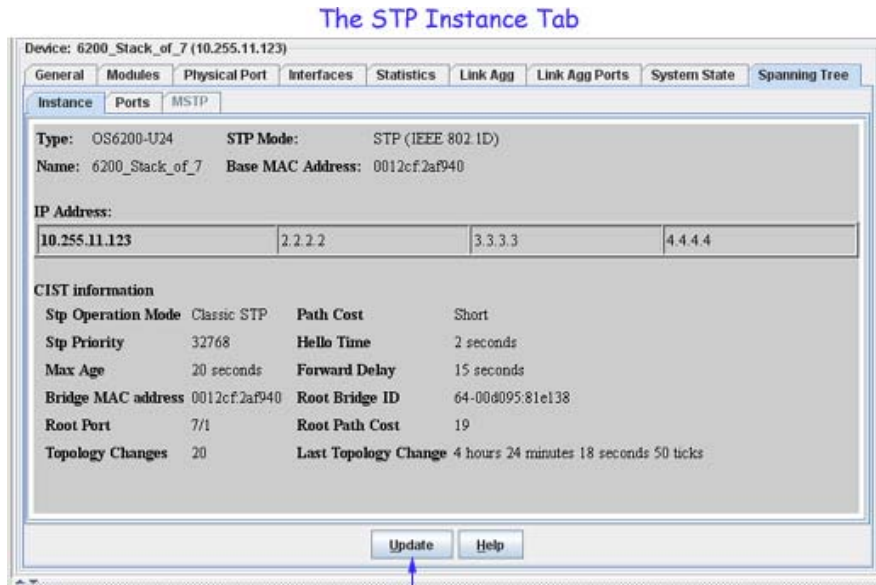 The STP Instance Tab
Device: 6200_Stack_of_7 (10.255.11.123)
General Modules Physical Port Interfaces Statistics Link Agg Link Agg Ports System State Spanning Tree
Instance Ports MSTP
Type: OS6200-U24 STP Mode: STP (IEEE 802.1D)
Name: 6200_Stack_of_7 Base MAC Address: 0012cf:2af940
IP Address:
10.255.11.123 2.2.2.2 3.3.3.3 4.4.4.4
CIST information
Stp Operation Mode Classic STP Path Cost Short
Stp Priority 32768 Hello Time 2 seconds
Max Age 20 seconds Forward Delay 15 seconds
Bridge MAC address 0012cf:2af940 Root Bridge ID 64-00d095:81e138
Root Port 7/1 Root Path Cost 19
Topology Changes 20 Last Topology Change 4 hours 24 minutes 18 seconds 50 ticks
Update Help